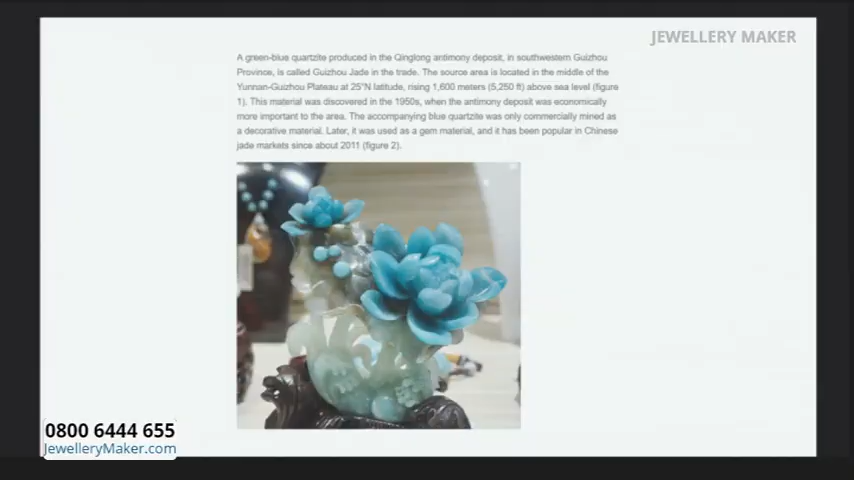 JEWELLERY MAKER
A green-blue quartzite produced in the Qinglong antimony deposit, in southwestern Guizhou
Province, is called Guizhou Jade in the trade. The source area is located in the middle of the
Yunnan-Guizhou Plateau at 25°N latitude, rising 1,600 meters (5,250 ft) above sea level (figure
1). This material was discovered in the 1950s, when the antimony deposit was economically
more important to the area. The accompanying blue quartzite was only commercially mined as
a decorative material. Later, it was used as a gem material, and it has been popular in Chinese
jade markets since about 2011 (figure 2).
0800 6444 655
JewelleryMaker.com